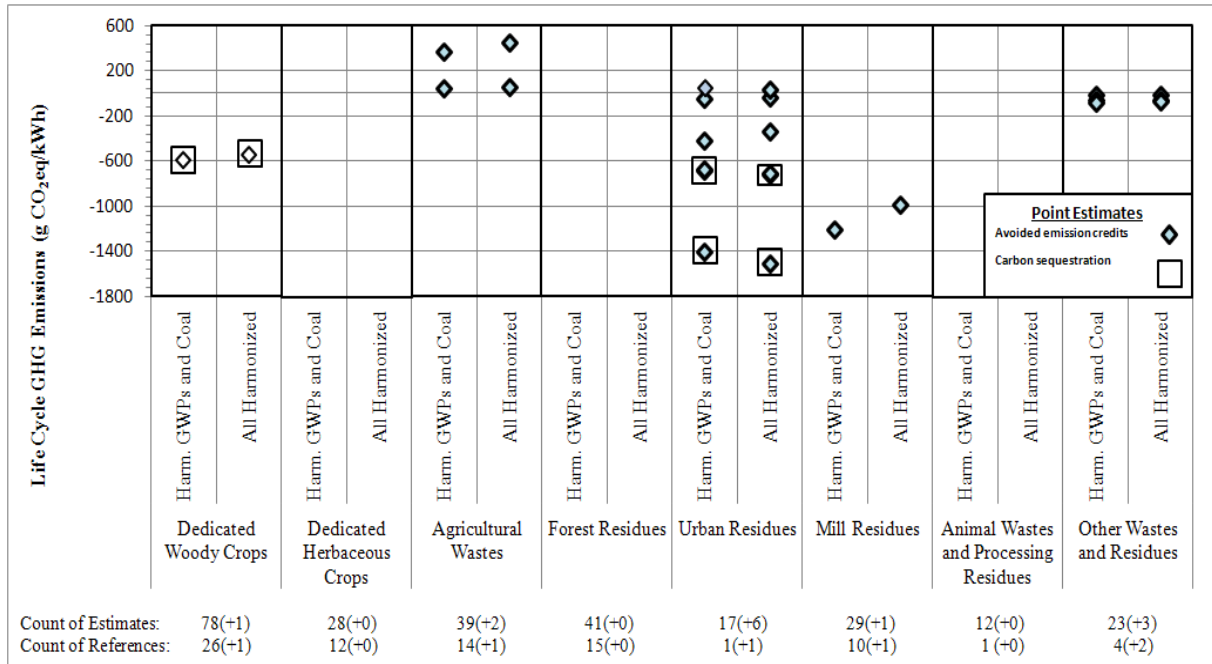 Life Cycle GHG Emissions (g CO₂eq/kWh)
600
200
-200
-600
-1000
-1400
-1800
Point Estimates
Avoided emission credits
Carbon sequestration
Harm. GWPs and Coal
All Harmonized
Harm. GWPs and Coal
All Harmonized
Harm. GWPs and Coal
All Harmonized
Harm. GWPs and Coal
All Harmonized
Harm. GWPs and Coal
All Harmonized
Harm. GWPs and Coal
All Harmonized
Harm. GWPs and Coal
All Harmonized
Harm. GWPs and Coal
All Harmonized
Dedicated
Woody Crops
Dedicated
Herbaceous
Crops
Agricultural
Wastes
Forest Residues
Urban Residues
Mill Residues
Animal Wastes
and Processing
Residues
Other Wastes
and Residues
Count of Estimates: 78(+1) 28(+0) 39(+2) 41(+0) 17(+6) 29(+1) 12(+0) 23(+3)
Count of References: 26(+1) 12(+0) 14(+1) 15(+0) 1(+1) 10(+1) 1 (+0) 4(+2)